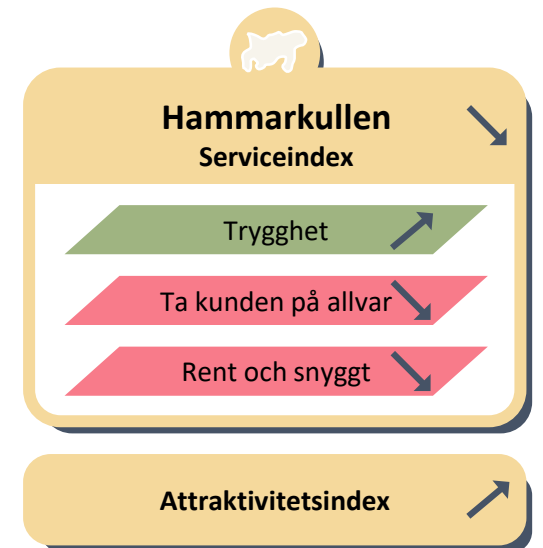 Hammarkullen
Serviceindex
Trygghet
Ta kunden på allvar
Rent och snyggt
Attraktivitetsindex